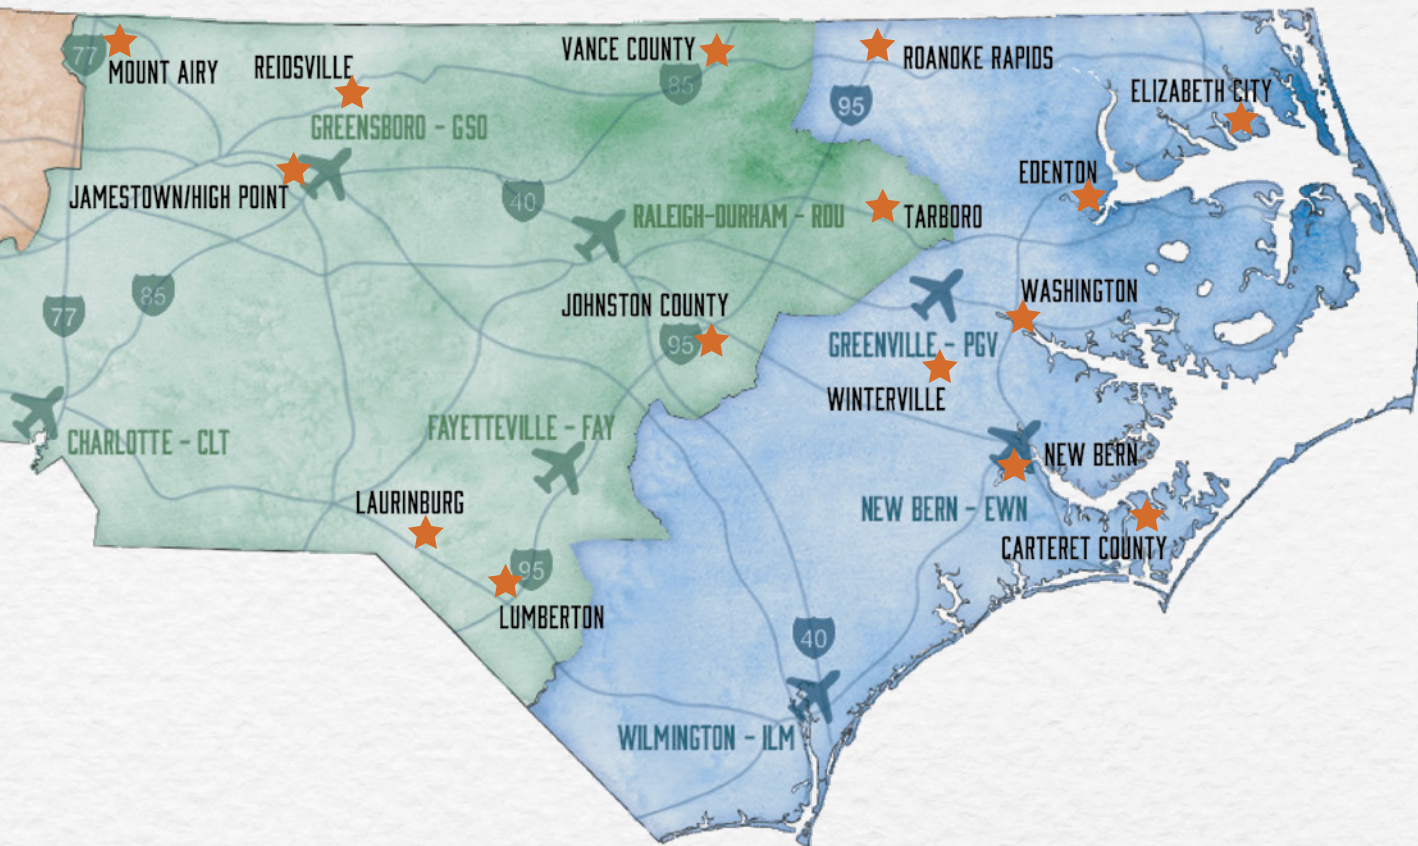 77
MOUNT AIRY
REIDSVILLE
VANCE COUNTY
85
ROANOKE RAPIDS
95
ELIZABETH CITY
GREENSBORO - GSO
JAMESTOWN/HIGH POINT
40
EDENTON
RALEIGH-DURHAM - RDU
TARBORO
77
85
JOHNSTON COUNTY
95
WASHINGTON
GREENVILLE - PGV
WINTERVILLE
CHARLOTTE - CLT
FAYETTEVILLE - FAY
NEW BERN
NEW BERN - EWN
LAURINBURG
CARTERET COUNTY
95
LUMBERTON
40
WILMINGTON - ILM